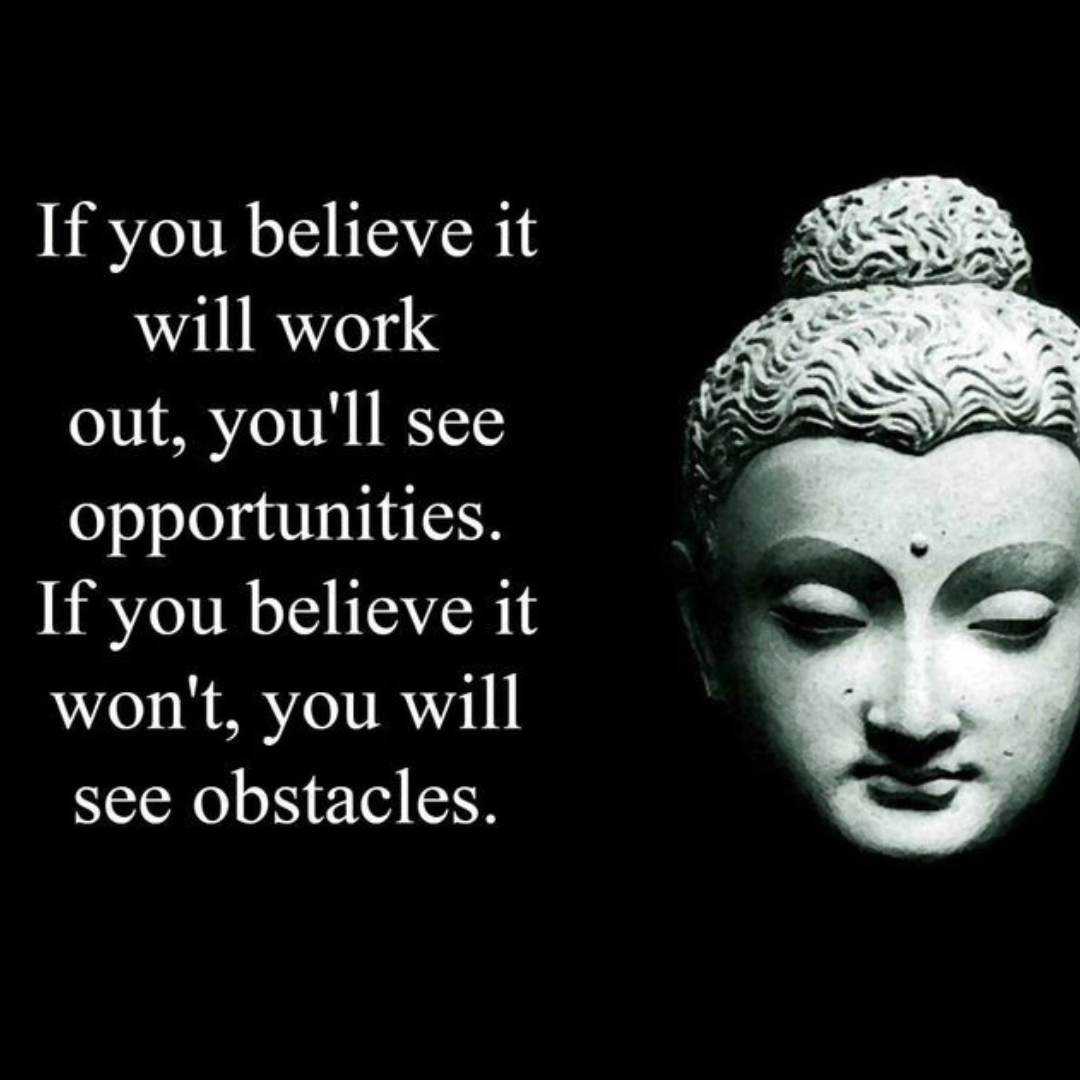 If you believe it
will work
out, you'll see
opportunities.
If you believe it
won't, you will
see obstacles.